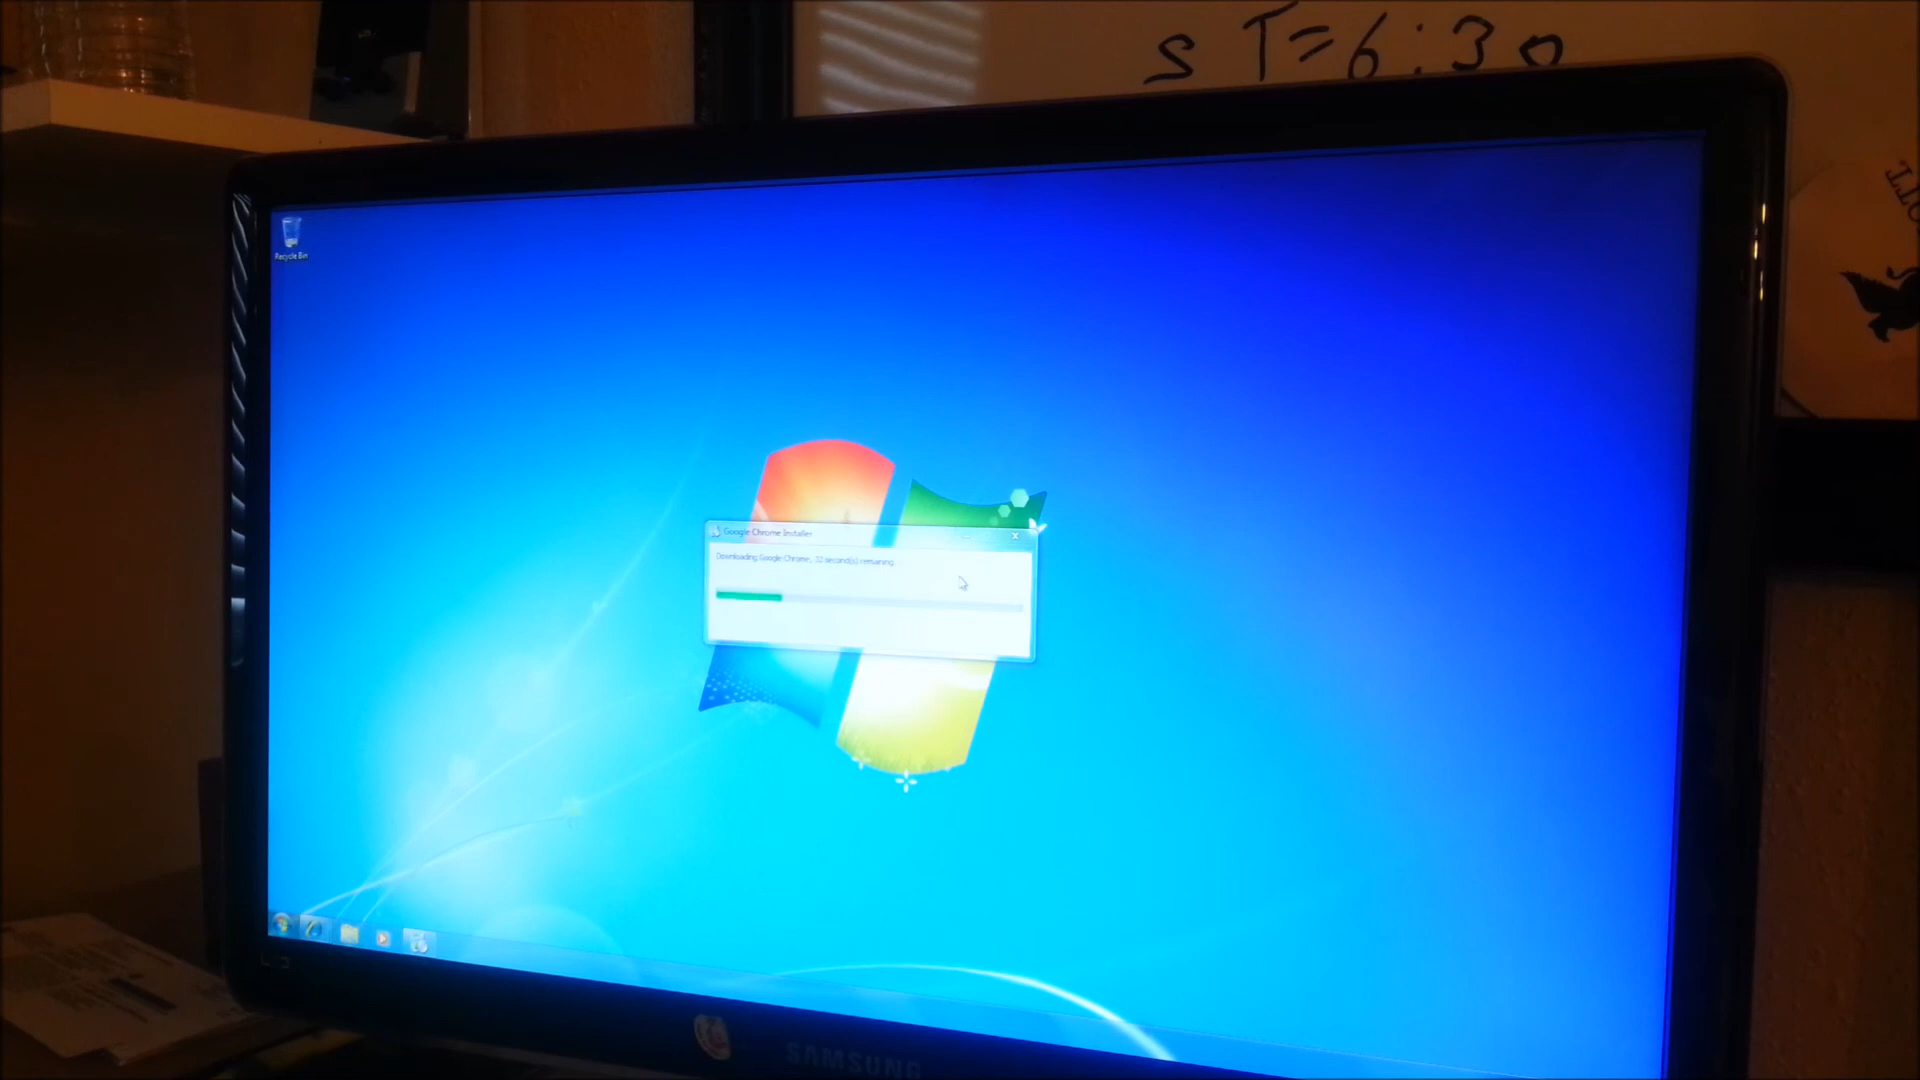 S T=6:30
Recycle Bin
Google Chrome Installer
Downloading Google Chrome, 32 second(s) remaining
SAMSUNG